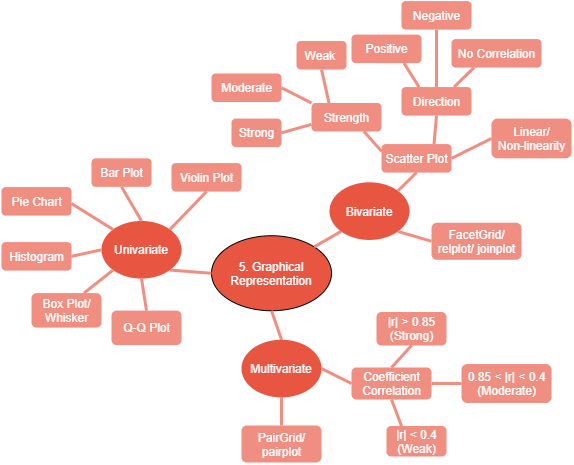 Negative
Positive
No Correlation
Weak
Moderate
Direction
Strength
Strong
Linear/
Non-linearity
Scatter Plot
Bar Plot
Violin Plot
Pie Chart
Bivariate
FacetGrid/
relplot/ joinplot
Univariate
Histogram
5. Graphical
Representation
Box Plot/
Whisker
Q-Q Plot
|r| > 0.85
(Strong)
Multivariate
Coefficient
Correlation
0.85 < |r| < 0.4
(Moderate)
|r| < 0.4
(Weak)
PairGrid/
pairplot